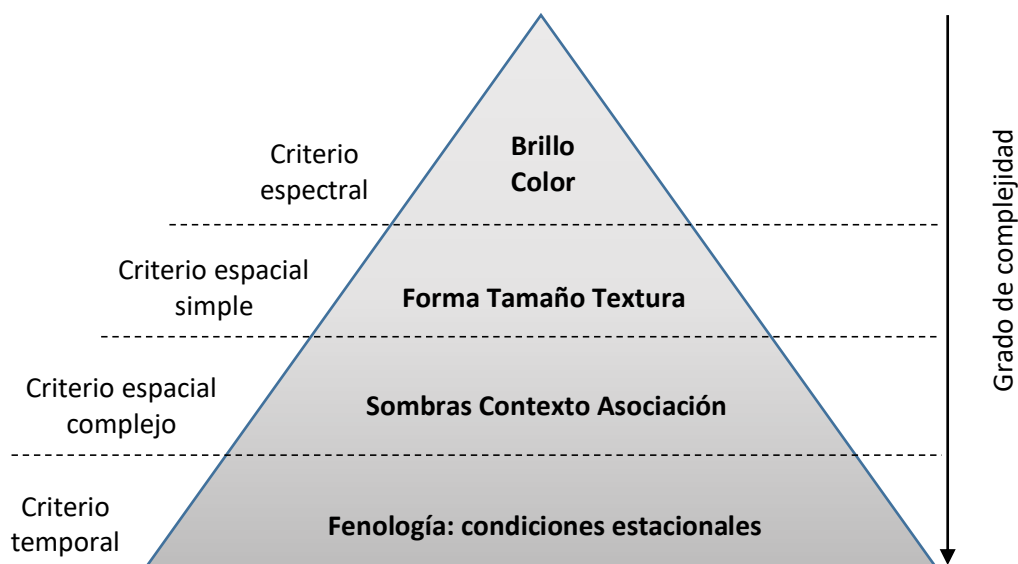 Criterio
espectral
Brillo
Color
Criterio espacial
simple
Forma Tamaño Textura
Criterio espacial
complejo
Sombras Contexto Asociación
Criterio
temporal
Fenología: condiciones estacionales
Grado de complejidad